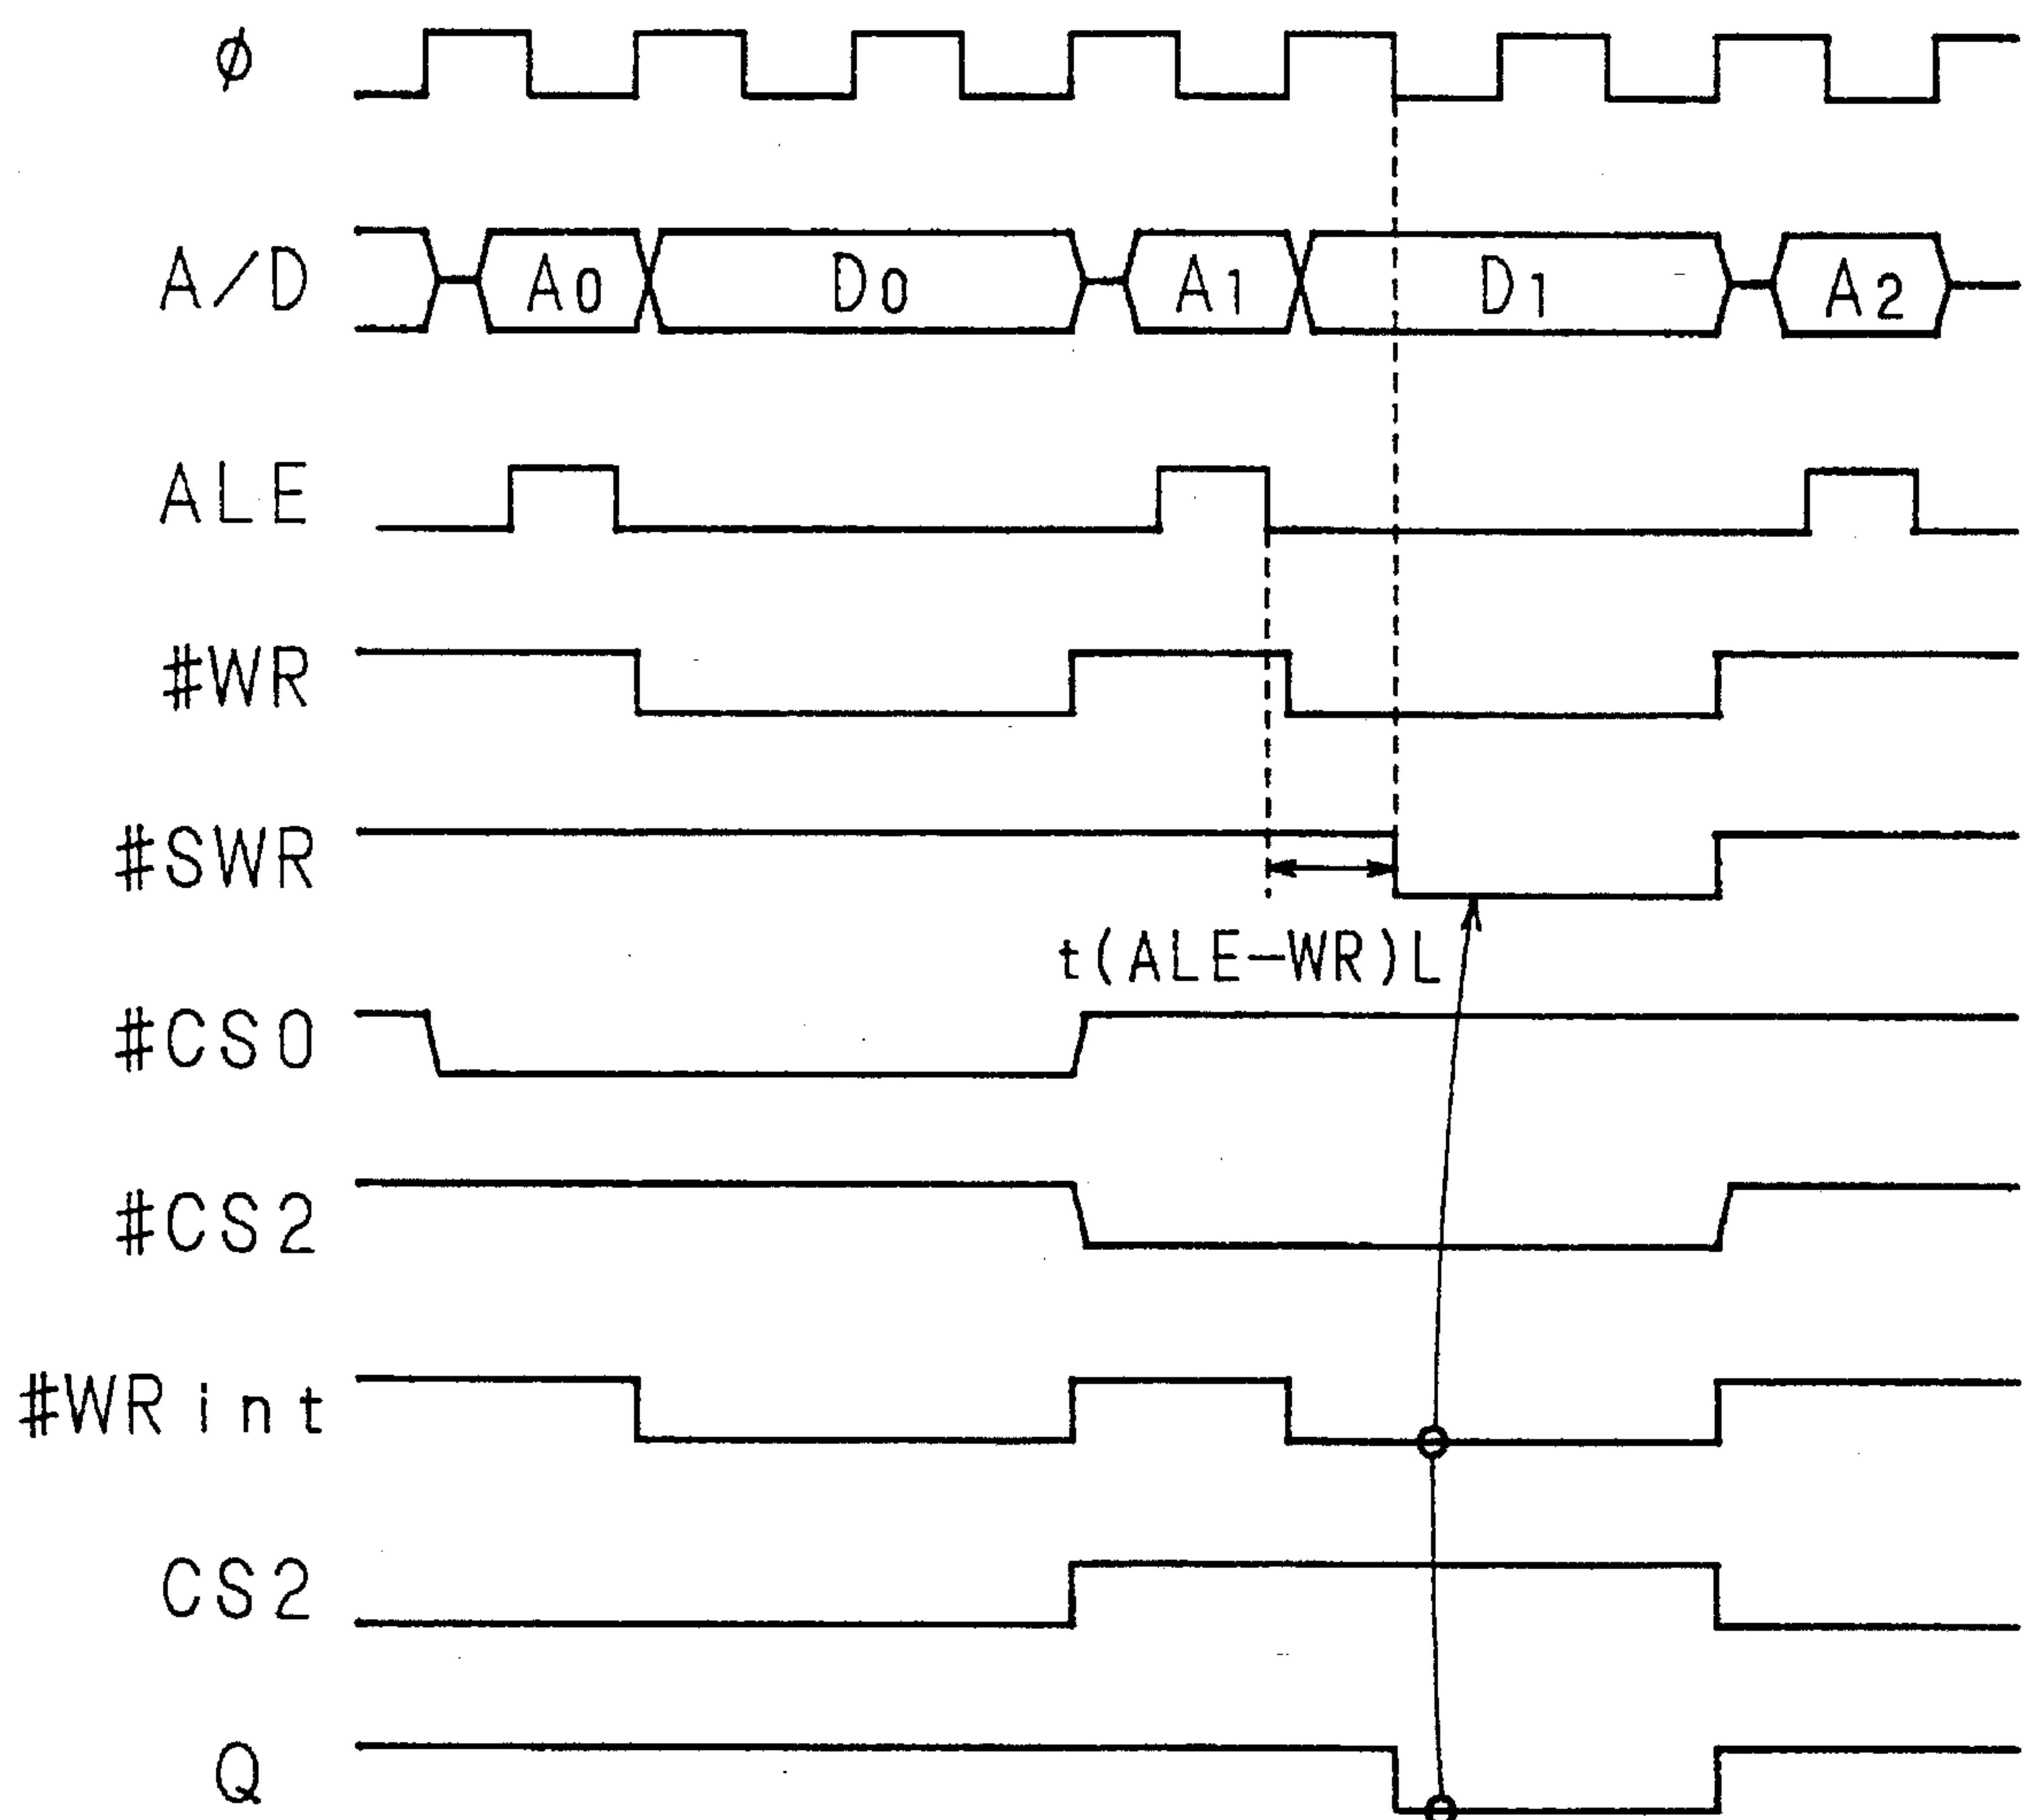 ø
A/D A0 D0 A1 D1 A2
ALE
#WR
#SWR
t(ALE-WR)L
#CS0
#CS2
#WRint
CS2
Q